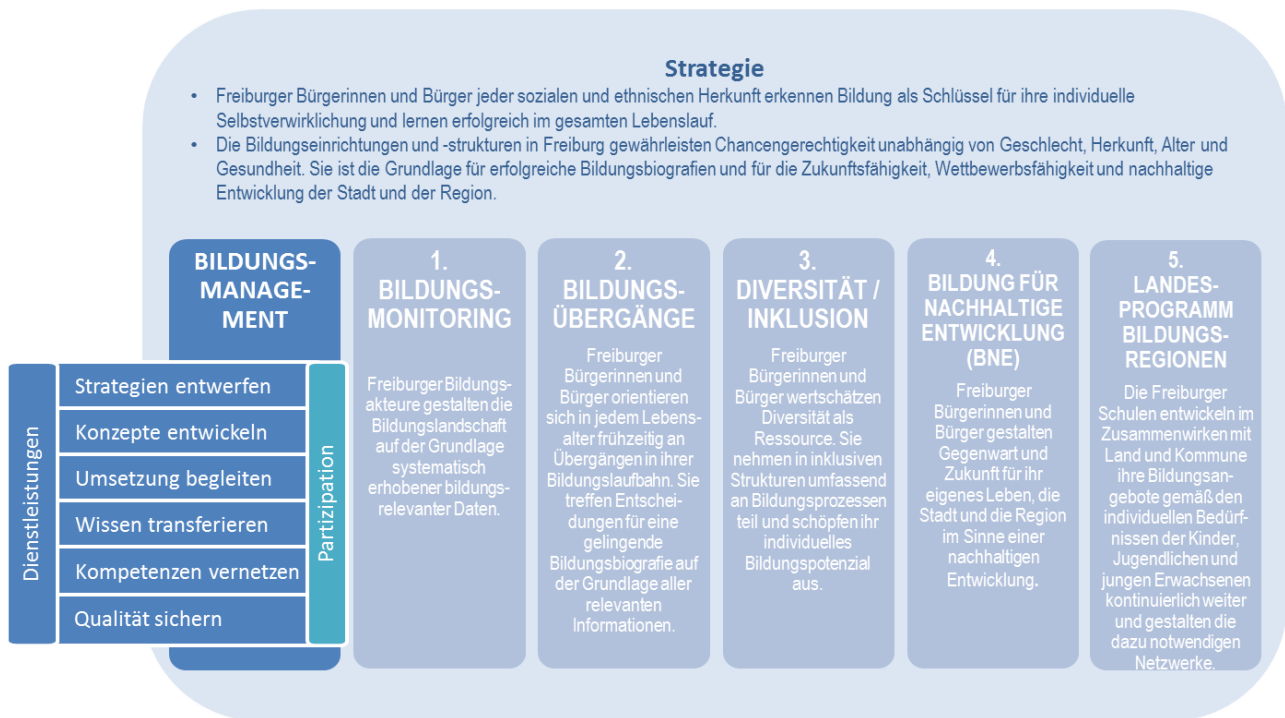 Strategie
• Freiburger Bürgerinnen und Bürger jeder sozialen und ethnischen Herkunft erkennen Bildung als Schlüssel für ihre individuelle
Selbstverwirklichung und lernen erfolgreich im gesamten Lebenslauf.
• Die Bildungseinrichtungen und -strukturen in Freiburg gewährleisten Chancengerechtigkeit unabhängig von Geschlecht, Herkunft, Alter und
Gesundheit. Sie ist die Grundlage für erfolgreiche Bildungsbiografien und für die Zukunftsfähigkeit, Wettbewerbsfähigkeit und nachhaltige
Entwicklung der Stadt und der Region.
BILDUNGS-
MANAGE-
MENT
Dienstleistungen
Strategien entwerfen
Konzepte entwickeln
Umsetzung begleiten
Wissen transferieren
Kompetenzen vernetzen
Qualität sichern
Partizipation
1.
BILDUNGS-
MONITORING
Freiburger Bildungs-
akteure gestalten die
Bildungslandschaft
auf der Grundlage
systematisch
erhobener bildungs-
relevanter Daten.
2.
BILDUNGS-
ÜBERGÄNGE
Freiburger
Bürgerinnen und
Bürger orientieren
sich in jedem Lebens-
alter frühzeitig an
Übergängen in ihrer
Bildungslaufbahn. Sie
treffen Entschei-
dungen für eine
gelingende
Bildungsbiografie auf
der Grundlage aller
relevanten
Informationen.
3.
DIVERSITÄT /
INKLUSION
Freiburger
Bürgerinnen und
Bürger wertschätzen
Diversität als
Ressource. Sie
nehmen in inklusiven
Strukturen umfassend
an Bildungsprozessen
teil und schöpfen ihr
individuelles
Bildungspotenzial
aus.
4.
BILDUNG FÜR
NACHHALTIGE
ENTWICKLUNG
(BNE)
Freiburger
Bürgerinnen und
Bürger gestalten
Gegenwart und
Zukunft für ihr
eigenes Leben, die
Stadt und die Region
im Sinne einer
nachhaltigen
Entwicklung.
5.
LANDES-
PROGRAMM
BILDUNGS-
REGIONEN
Die Freiburger
Schulen entwickeln im
Zusammenwirken mit
Land und Kommune
ihre Bildungsan-
gebote gemäß den
individuellen Bedürf-
nissen der Kinder,
Jugendlichen und
jungen Erwachsenen
kontinuierlich weiter
und gestalten die
dazu notwendigen
Netzwerke.